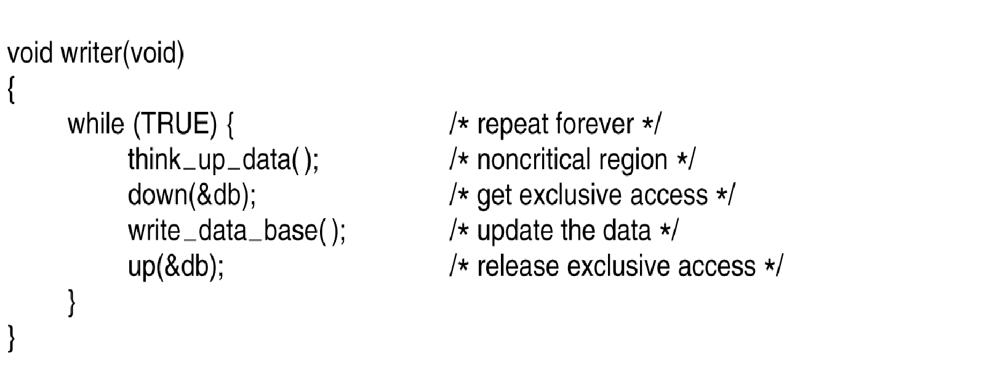 void writer(void)
{
while (TRUE) { /* repeat forever */
think_up_data( ); /* noncritical region */
down(&db); /* get exclusive access */
write_data_base( ); /* update the data */
up(&db); /* release exclusive access */
}
}